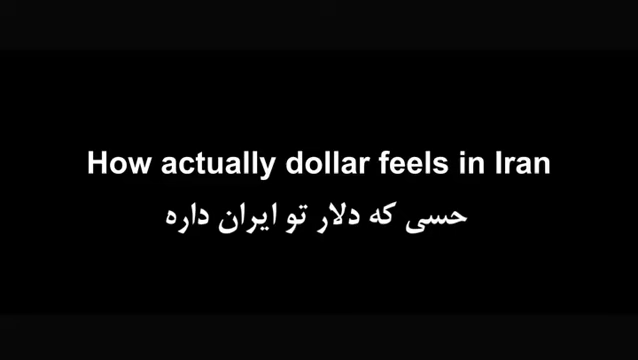 How actually dollar feels in Iran
حسی که دلار تو ایران داره